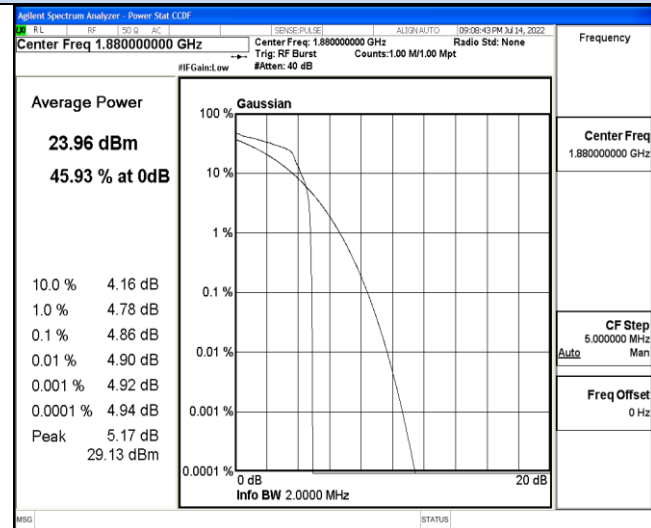 Agilent Spectrum Analyzer - Power Stat CCDF
RL RF 50 Ω AC SENSE:PULSE ALIGN AUTO 09:08:43 PM Jul 14, 2022
Center Freq 1.880000000 GHz
Center Freq: 1.880000000 GHz Radio Std: None
Trig: RF Burst Counts:1.00 M/1.00 Mpt
#IFGain:Low #Atten: 40 dB
Frequency
Average Power
23.96 dBm
45.93 % at 0dB
10.0 % 4.16 dB
1.0 % 4.78 dB
0.1 % 4.86 dB
0.01 % 4.90 dB
0.001 % 4.92 dB
0.0001 % 4.94 dB
Peak 5.17 dB
29.13 dBm
Gaussian
100 %
10 %
1 %
0.1 %
0.01 %
0.001 %
0.0001 %
0 dB 20 dB
Info BW 2.0000 MHz
Center Freq
1.880000000 GHz
CF Step
5.000000 MHz
Auto Man
Freq Offset
0 Hz
MSG STATUS